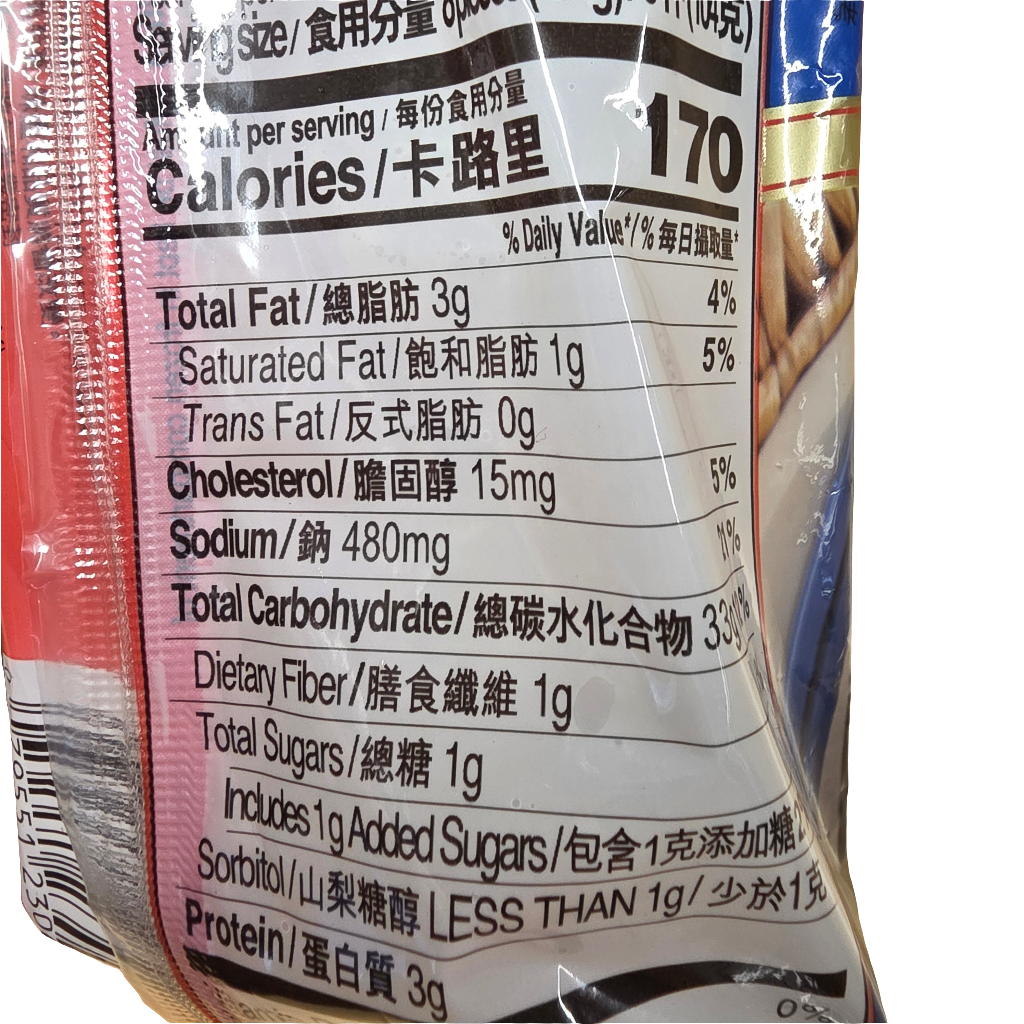 size/食用分量
Amount per serving / 每份食用分量
Calories/卡路里 170
% Daily Value*/% 每日攝取量*
Total Fat/總脂肪 3g 4%
Saturated Fat/飽和脂肪 1g 5%
Trans Fat/反式脂肪 0g
Cholesterol/膽固醇 15mg 5%
Sodium/鈉 480mg 21%
Total Carbohydrate/總碳水化合物 33g
Dietary Fiber/膳食纖維 1g
Total Sugars/總糖 1g
Includes 1g Added Sugars/包含1克添加糖
Sorbitol/山梨糖醇 LESS THAN 1g/ 少於1克
Protein/蛋白質 3g
0%